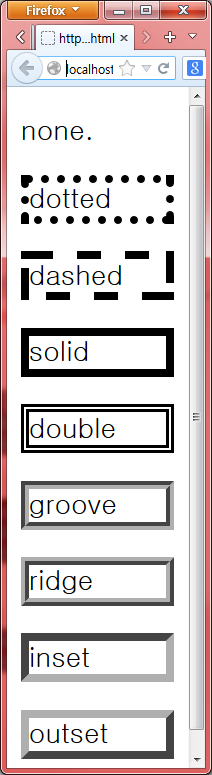 Firefox
http...html
localhost
none.
dotted
dashed
solid
double
groove
ridge
inset
outset